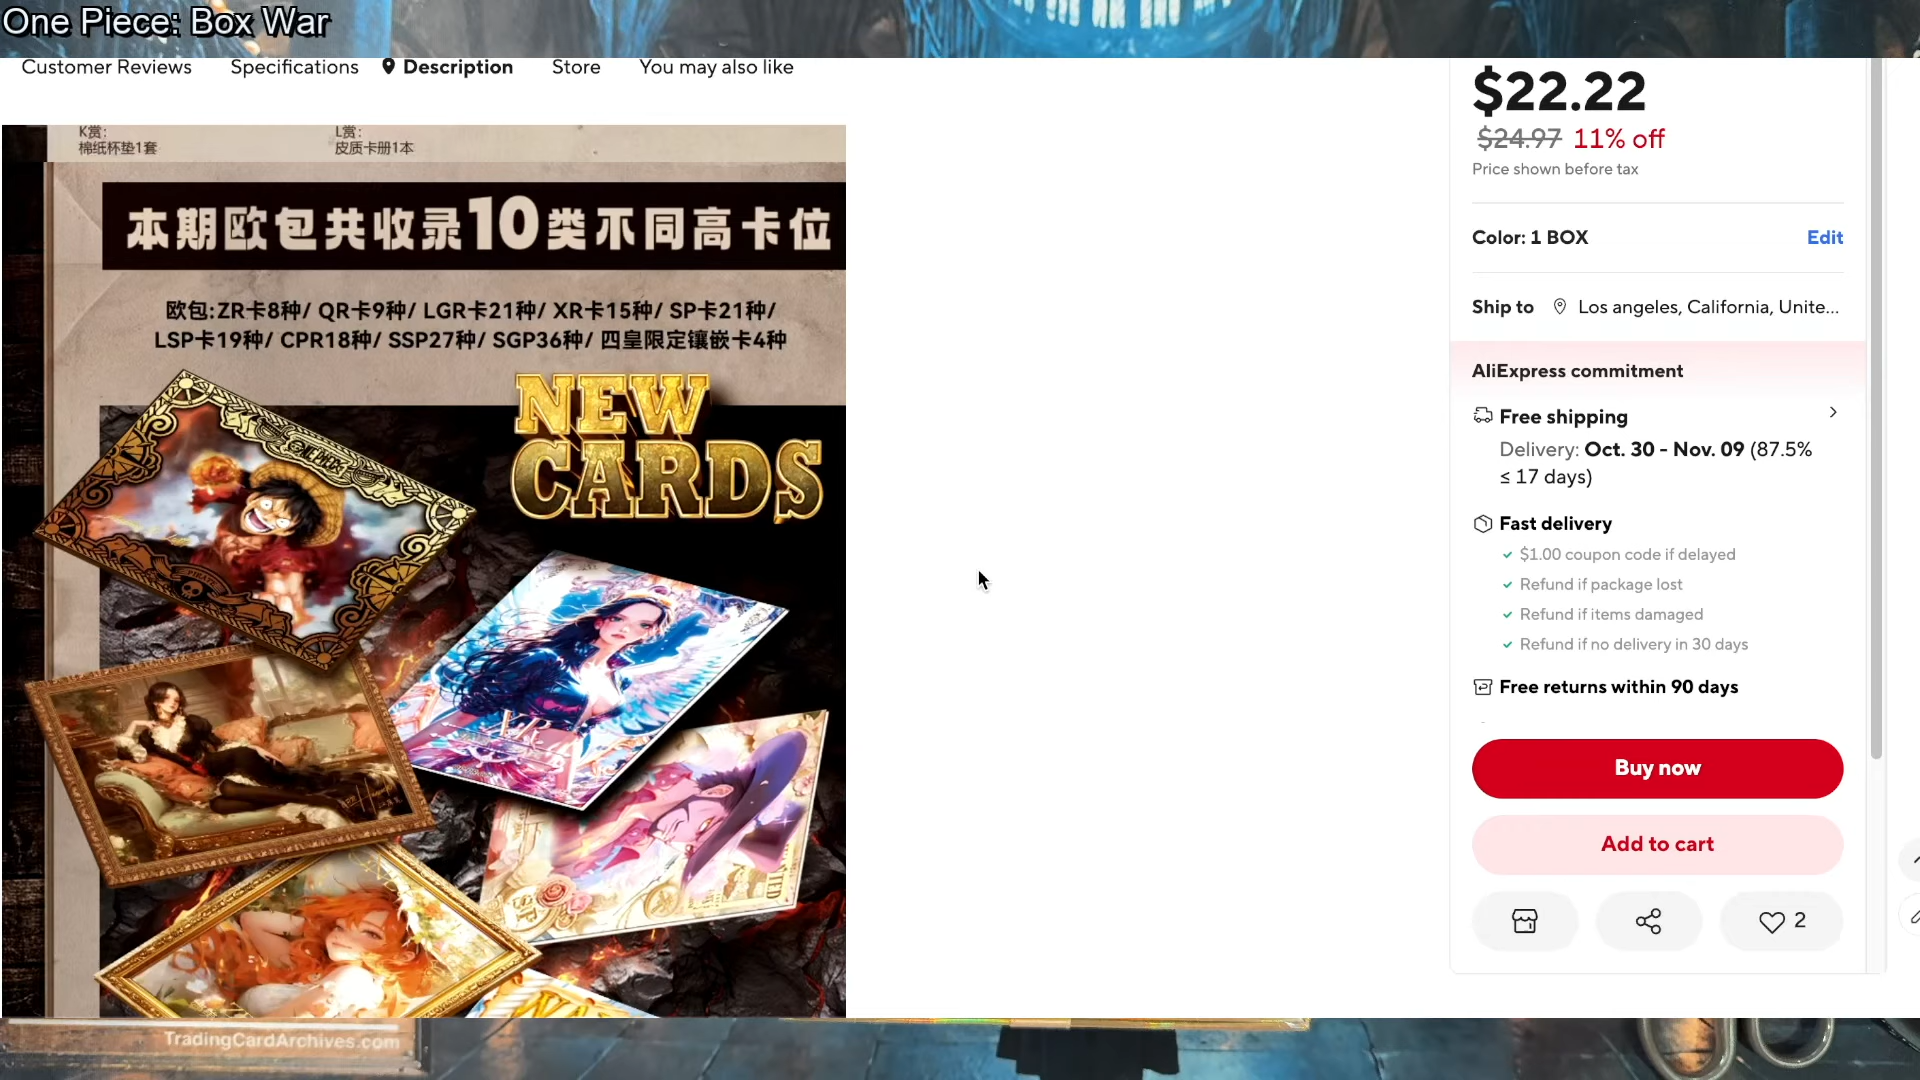 One Piece: Box War
Customer Reviews
Specifications
Description
Store
You may also like
K赏:
棉纸杯垫1套
L赏:
皮质卡册1本
本期欧包共收录10类不同高卡位
欧包:ZR卡8种/ QR卡9种/ LGR卡21种/ XR卡15种/ SP卡21种/
LSP卡19种/ CPR18种/ SSP27种/ SGP36种/ 四皇限定镶嵌卡4种
NEW
CARDS
ONE PIECE
PIRATE
XR
SP
$22.22
$24.97 11% off
Price shown before tax
Color: 1 BOX
Edit
Ship to
Los angeles, California, Unite...
AliExpress commitment
Free shipping
Delivery: Oct. 30 - Nov. 09 (87.5%
≤ 17 days)
Fast delivery
$1.00 coupon code if delayed
Refund if package lost
Refund if items damaged
Refund if no delivery in 30 days
Free returns within 90 days
Buy now
Add to cart
2
TradingCardArchives.com